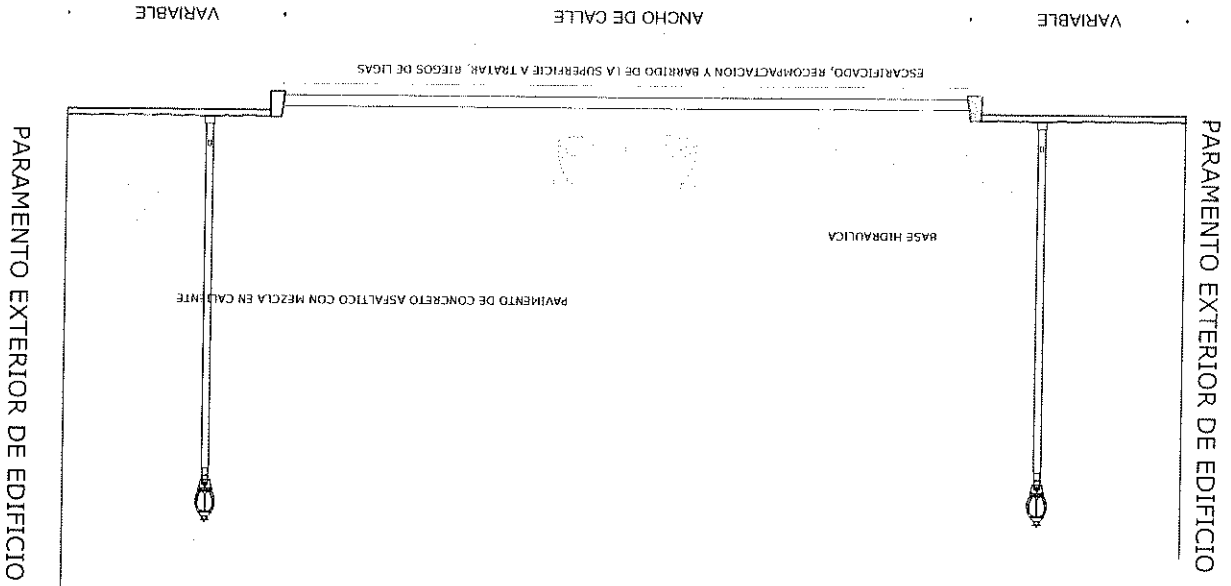 PARAMENTO EXTERIOR DE EDIFICIO
PARAMENTO EXTERIOR DE EDIFICIO
PAVIMENTO DE CONCRETO ASFALTICO CON MEZCLA EN CALIENTE
BASE HIDRAULICA
ESCARIFICADO, RECOMPACTACION Y BARRIDO DE LA SUPERFICIE A TRATAR, RIEGOS DE LIGAS
VARIABLE
ANCHO DE CALLE
VARIABLE